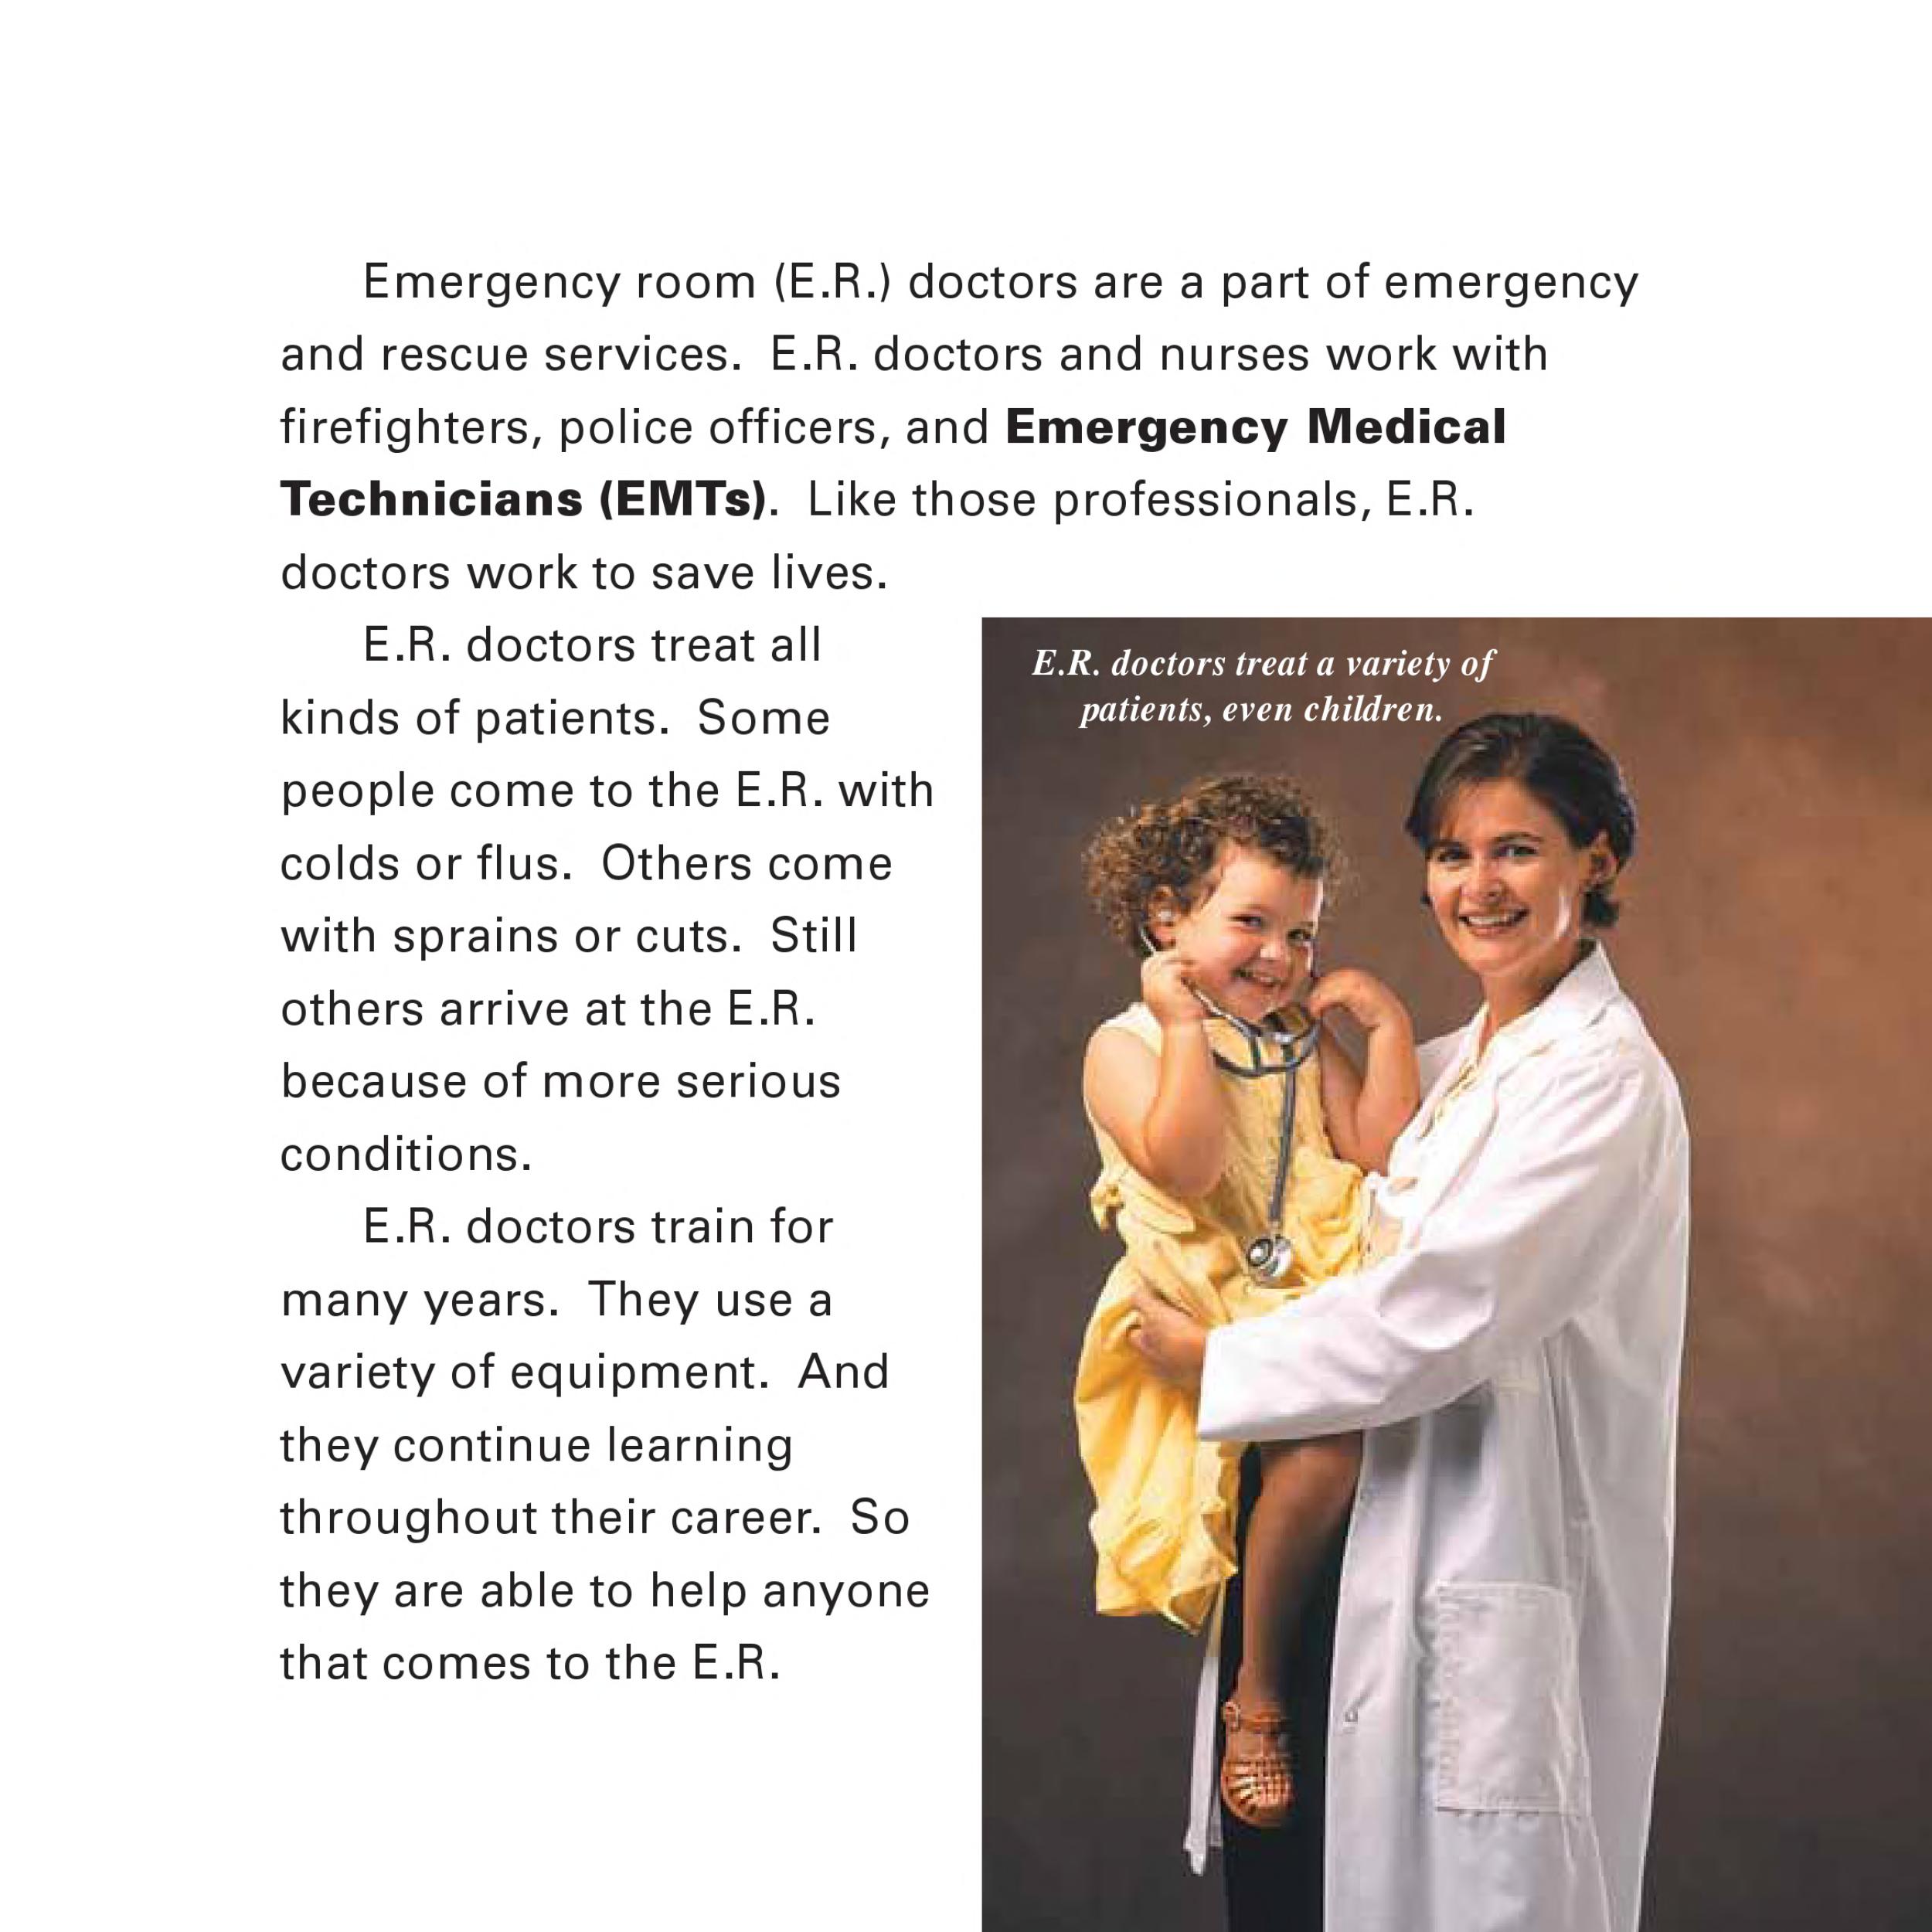 Emergency room (E.R.) doctors are a part of emergency
and rescue services.  E.R. doctors and nurses work with
firefighters, police officers, and Emergency Medical
Technicians (EMTs).  Like those professionals, E.R.
doctors work to save lives.
E.R. doctors treat all
kinds of patients.  Some
people come to the E.R. with
colds or flus.  Others come
with sprains or cuts.  Still
others arrive at the E.R.
because of more serious
conditions.
E.R. doctors train for
many years.  They use a
variety of equipment.  And
they continue learning
throughout their career.  So
they are able to help anyone
that comes to the E.R.
E.R. doctors treat a variety of
patients, even children.